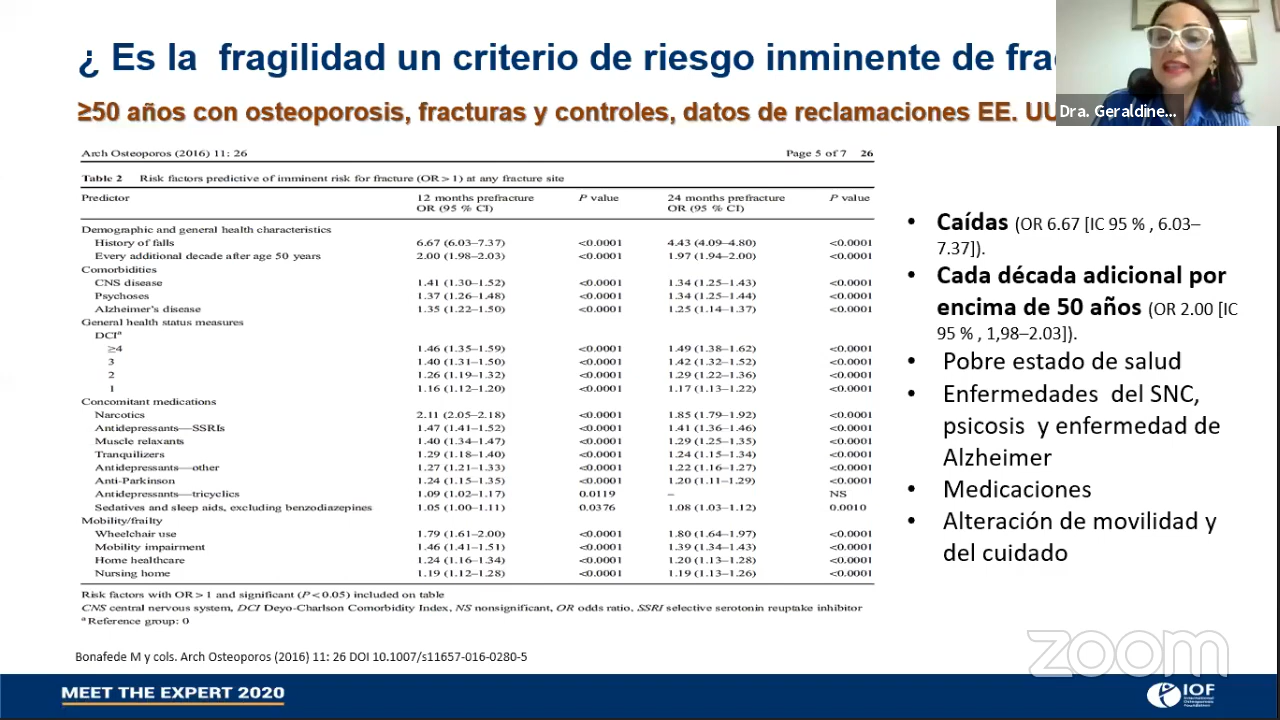 ¿ Es la fragilidad un criterio de riesgo inminente de
≥50 años con osteoporosis, fracturas y controles, datos de reclamaciones EE.
Dra. Geraldine...
Arch Osteoporos (2016) 11: 26 Page 5 of 7 26
Table 2 Risk factors predictive of imminent risk for fracture (OR > 1) at any fracture site
Predictor 12 months prefracture P value 24 months prefracture P value
OR (95 % CI) OR (95 % CI)
Demographic and general health characteristics
History of falls 6.67 (6.03–7.37) <0.0001 4.43 (4.09–4.80) <0.0001
Every additional decade after age 50 years 2.00 (1.98–2.03) <0.0001 1.97 (1.94–2.00) <0.0001
Comorbidities
CNS disease 1.41 (1.30–1.52) <0.0001 1.34 (1.25–1.43) <0.0001
Psychoses 1.37 (1.26–1.48) <0.0001 1.34 (1.25–1.44) <0.0001
Alzheimer's disease 1.35 (1.22–1.50) <0.0001 1.25 (1.14–1.37) <0.0001
General health status measures
DCIᵃ
≥4 1.46 (1.35–1.59) <0.0001 1.49 (1.38–1.62) <0.0001
3 1.40 (1.31–1.50) <0.0001 1.42 (1.32–1.52) <0.0001
2 1.26 (1.19–1.32) <0.0001 1.29 (1.22–1.36) <0.0001
1 1.16 (1.12–1.20) <0.0001 1.17 (1.13–1.22) <0.0001
Concomitant medications
Narcotics 2.11 (2.05–2.18) <0.0001 1.85 (1.79–1.92) <0.0001
Antidepressants—SSRIs 1.47 (1.41–1.52) <0.0001 1.41 (1.36–1.46) <0.0001
Muscle relaxants 1.40 (1.34–1.47) <0.0001 1.29 (1.25–1.35) <0.0001
Tranquilizers 1.29 (1.18–1.40) <0.0001 1.24 (1.15–1.34) <0.0001
Antidepressants—other 1.27 (1.21–1.33) <0.0001 1.22 (1.16–1.27) <0.0001
Anti-Parkinson 1.24 (1.15–1.35) <0.0001 1.20 (1.11–1.29) <0.0001
Antidepressants—tricyclics 1.09 (1.02–1.17) 0.0119 – NS
Sedatives and sleep aids, excluding benzodiazepines 1.05 (1.00–1.11) 0.0376 1.08 (1.03–1.12) 0.0010
Mobility/frailty
Wheelchair use 1.79 (1.61–2.00) <0.0001 1.80 (1.64–1.97) <0.0001
Mobility impairment 1.46 (1.41–1.51) <0.0001 1.39 (1.34–1.43) <0.0001
Home healthcare 1.24 (1.16–1.34) <0.0001 1.20 (1.13–1.28) <0.0001
Nursing home 1.19 (1.12–1.28) <0.0001 1.19 (1.13–1.26) <0.0001
Risk factors with OR > 1 and significant (P < 0.05) included on table
CNS central nervous system, DCI Deyo-Charlson Comorbidity Index, NS nonsignificant, OR odds ratio, SSRI selective serotonin reuptake inhibitor
ᵃ Reference group: 0
• Caídas (OR 6.67 [IC 95 % , 6.03–
7.37]).
• Cada década adicional por
encima de 50 años (OR 2.00 [IC
95 % , 1,98–2.03]).
• Pobre estado de salud
• Enfermedades del SNC,
psicosis y enfermedad de
Alzheimer
• Medicaciones
• Alteración de movilidad y
del cuidado
Bonafede M y cols. Arch Osteoporos (2016) 11: 26 DOI 10.1007/s11657-016-0280-5
zoom
MEET THE EXPERT 2020
IOF
International
Osteoporosis
Foundation